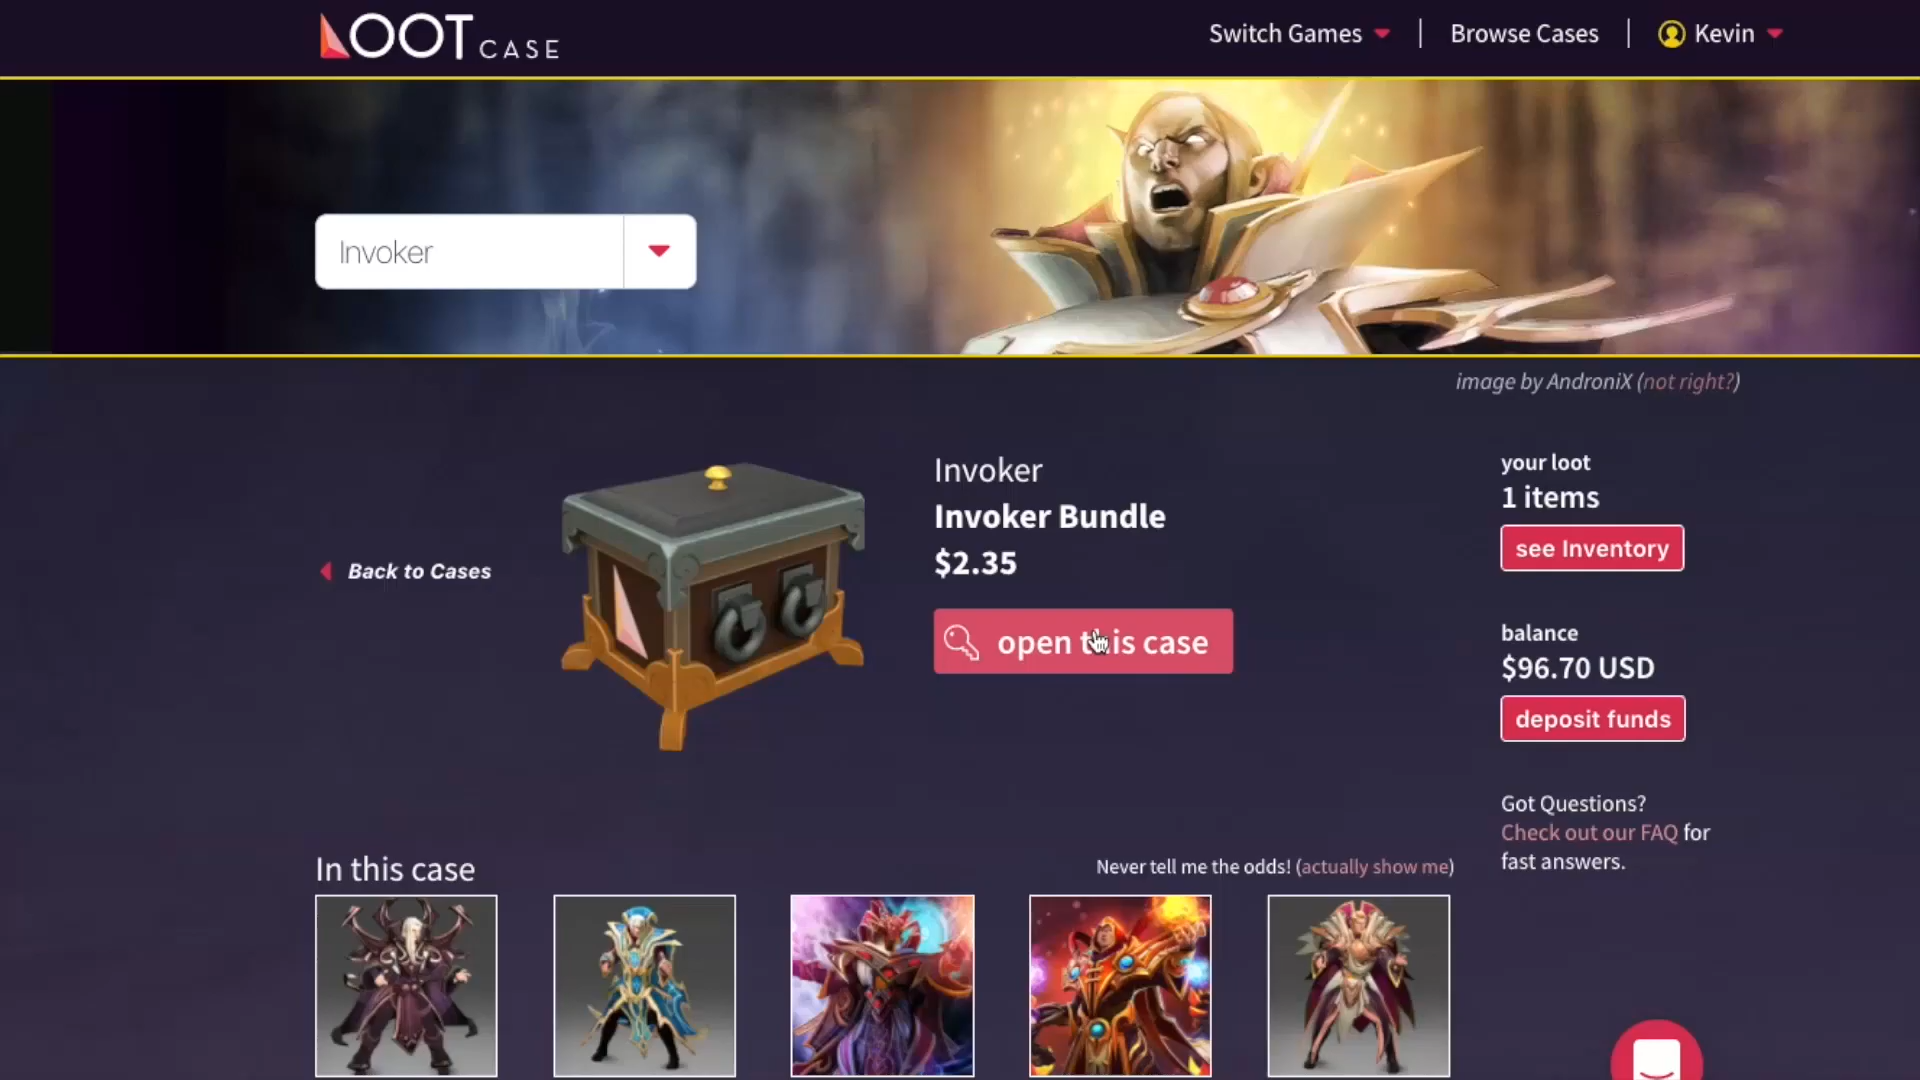 LOOT CASE
Switch Games
Browse Cases
Kevin
Invoker
image by AndroniX (not right?)
Back to Cases
Invoker
Invoker Bundle
$2.35
open this case
your loot
1 items
see Inventory
balance
$96.70 USD
deposit funds
Got Questions?
Check out our FAQ for
fast answers.
In this case
Never tell me the odds! (actually show me)